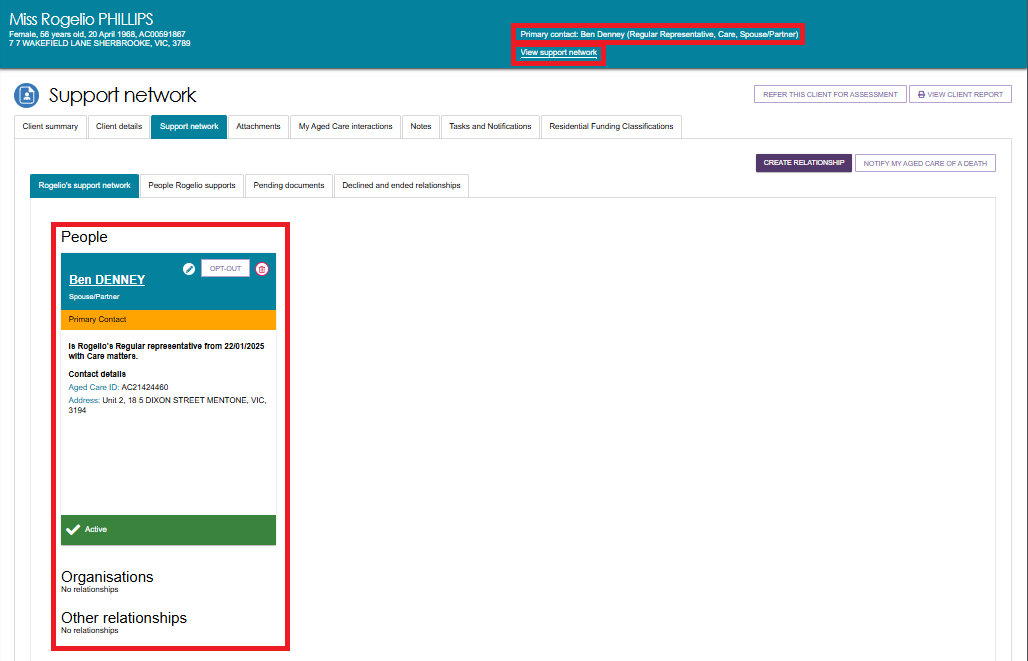 Miss Rogelio PHILLIPS
Female, 56 years old, 20 April 1968, AC00591867
7 7 WAKEFIELD LANE SHERBROOKE, VIC, 3789
Primary contact: Ben Denney (Regular Representative, Care, Spouse/Partner)
View support network
Support network
REFER THIS CLIENT FOR ASSESSMENT
VIEW CLIENT REPORT
Client summary
Client details
Support network
Attachments
My Aged Care interactions
Notes
Tasks and Notifications
Residential Funding Classifications
CREATE RELATIONSHIP
NOTIFY MY AGED CARE OF A DEATH
Rogelio's support network
People Rogelio supports
Pending documents
Declined and ended relationships
People
OPT-OUT
Ben DENNEY
Spouse/Partner
Primary Contact
Is Rogelio's Regular representative from 22/01/2025
with Care matters.
Contact details
Aged Care ID: AC21424460
Address: Unit 2, 18 5 DIXON STREET MENTONE, VIC,
3194
Active
Organisations
No relationships
Other relationships
No relationships